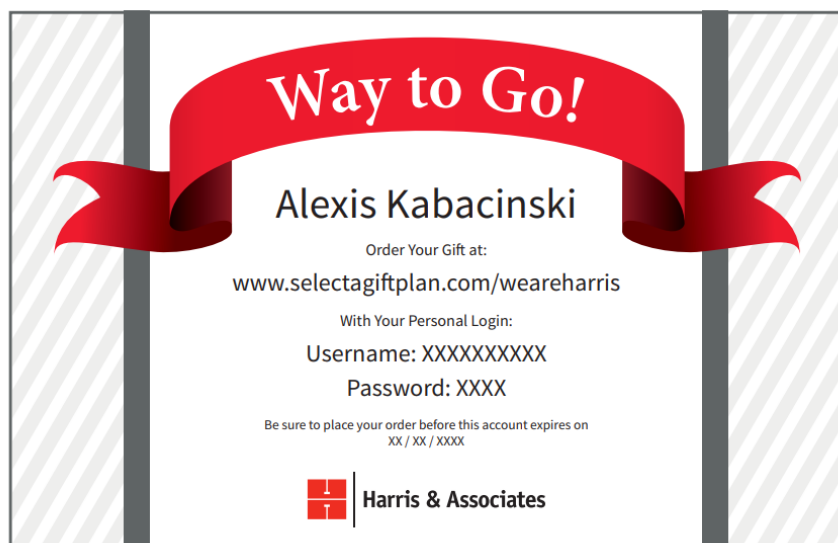 Way to Go!
Alexis Kabacinski
Order Your Gift at:
www.selectagiftplan.com/weareharris
With Your Personal Login:
Username: XXXXXXXXXX
Password: XXXX
Be sure to place your order before this account expires on
XX / XX / XXXX
Harris & Associates